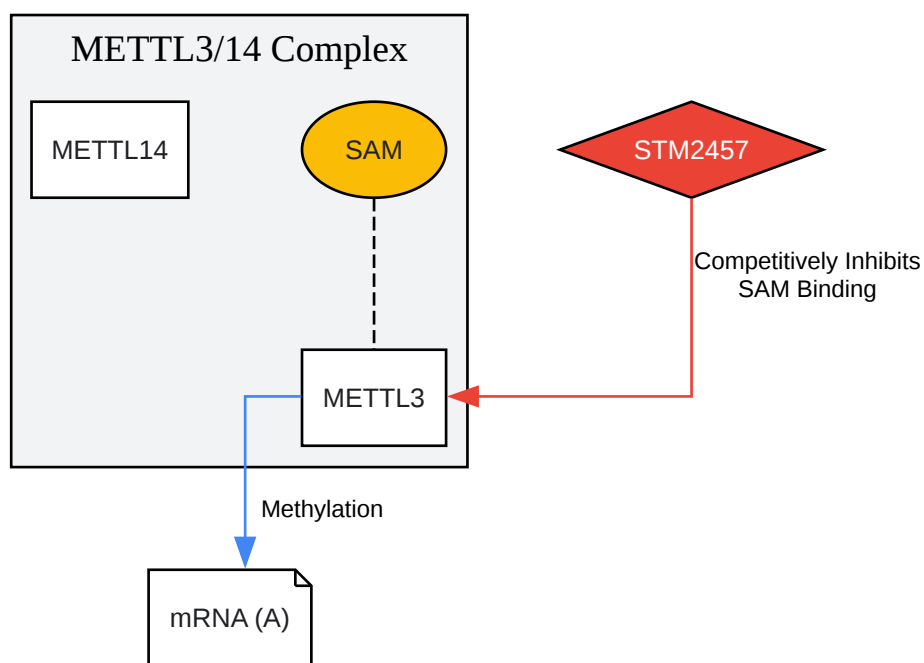 METTL3/14 Complex
METTL14
SAM
STM2457
Competitively Inhibits
SAM Binding
METTL3
Methylation
mRNA (A)